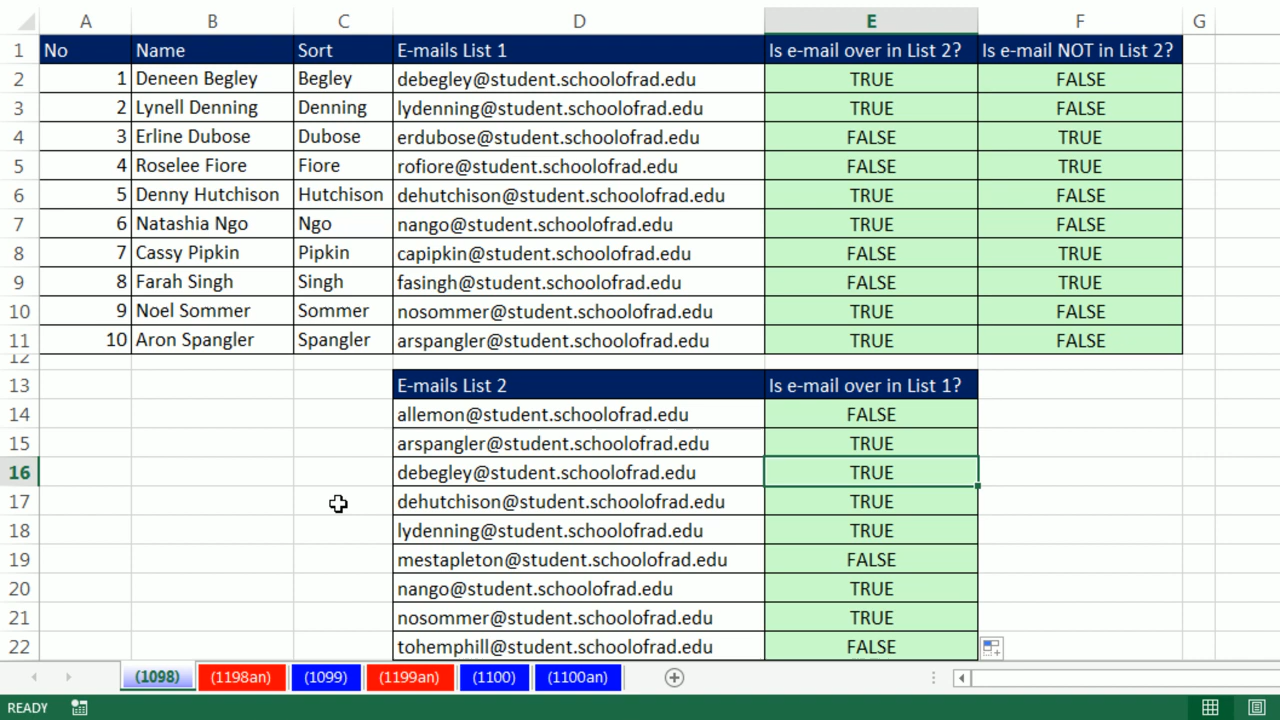 A B C D E F G
1 No Name Sort E-mails List 1 Is e-mail over in List 2? Is e-mail NOT in List 2?
2 1 Deneen Begley Begley debegley@student.schoolofrad.edu TRUE FALSE
3 2 Lynell Denning Denning lydenning@student.schoolofrad.edu TRUE FALSE
4 3 Erline Dubose Dubose erdubose@student.schoolofrad.edu FALSE TRUE
5 4 Roselee Fiore Fiore rofiore@student.schoolofrad.edu FALSE TRUE
6 5 Denny Hutchison Hutchison dehutchison@student.schoolofrad.edu TRUE FALSE
7 6 Natashia Ngo Ngo nango@student.schoolofrad.edu TRUE FALSE
8 7 Cassy Pipkin Pipkin capipkin@student.schoolofrad.edu FALSE TRUE
9 8 Farah Singh Singh fasingh@student.schoolofrad.edu FALSE TRUE
10 9 Noel Sommer Sommer nosommer@student.schoolofrad.edu TRUE FALSE
11 10 Aron Spangler Spangler arspangler@student.schoolofrad.edu TRUE FALSE
12
13 E-mails List 2 Is e-mail over in List 1?
14 allemon@student.schoolofrad.edu FALSE
15 arspangler@student.schoolofrad.edu TRUE
16 debegley@student.schoolofrad.edu TRUE
17 dehutchison@student.schoolofrad.edu TRUE
18 lydenning@student.schoolofrad.edu TRUE
19 mestapleton@student.schoolofrad.edu FALSE
20 nango@student.schoolofrad.edu TRUE
21 nosommer@student.schoolofrad.edu TRUE
22 tohemphill@student.schoolofrad.edu FALSE
(1098) (1198an) (1099) (1199an) (1100) (1100an)
READY